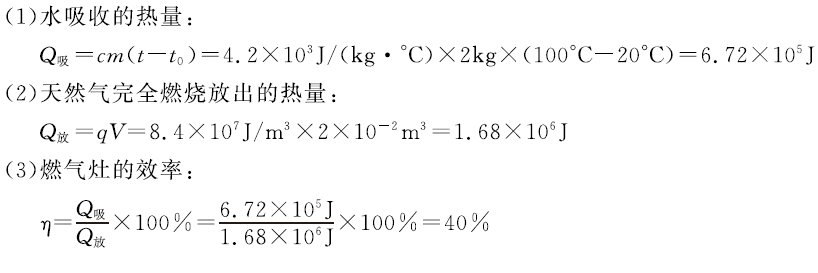 (1)水吸收的热量：
Q吸=cm(t－t₀)=4.2×10³J/(kg·℃)×2kg×(100℃－20℃)=6.72×10⁵J
(2)天然气完全燃烧放出的热量：
Q放=qV=8.4×10⁷J/m³×2×10⁻²m³=1.68×10⁶J
(3)燃气灶的效率：
η=Q吸/Q放×100%=6.72×10⁵J/1.68×10⁶J×100%=40%